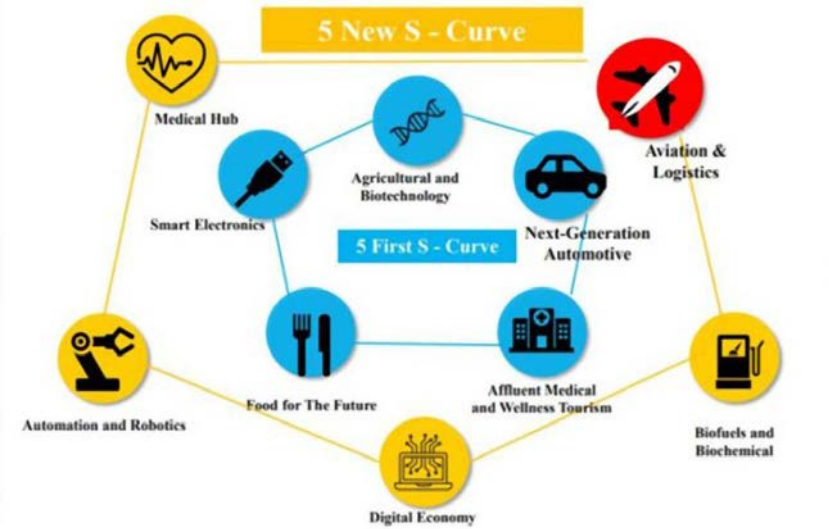 5 New S - Curve
Medical Hub
Aviation &
Logistics
Agricultural and
Biotechnology
Smart Electronics
Next-Generation
Automotive
5 First S - Curve
Food for The Future
Affluent Medical
and Wellness Tourism
Automation and Robotics
Biofuels and
Biochemical
Digital Economy